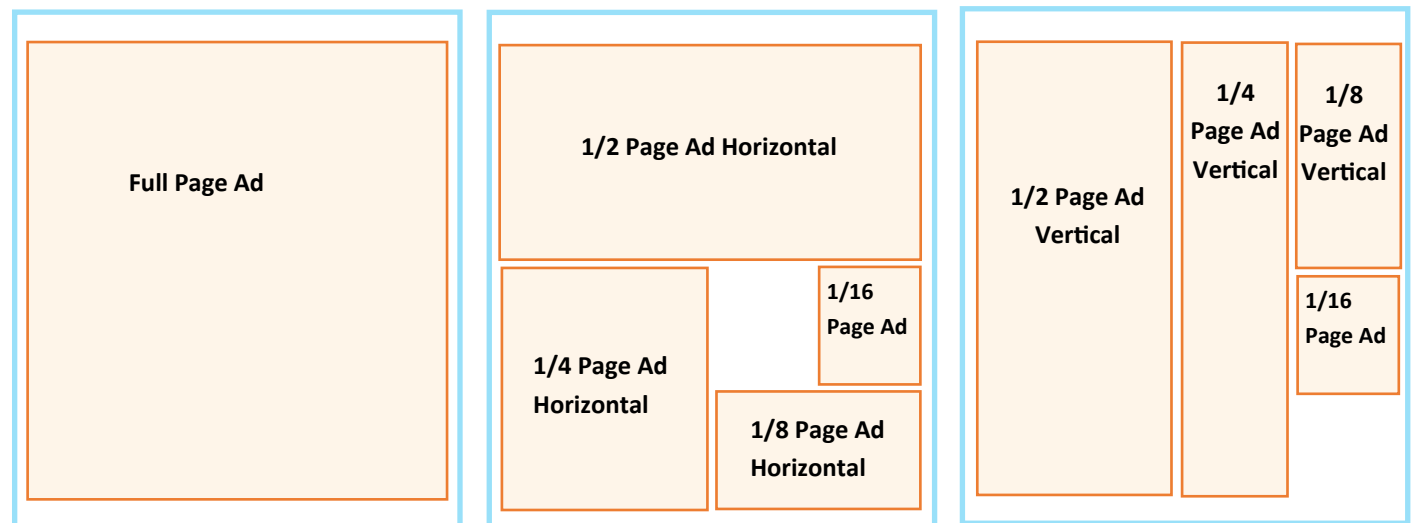 Full Page Ad
1/2 Page Ad Horizontal
1/4 Page Ad
Horizontal
1/16
Page Ad
1/8 Page Ad
Horizontal
1/2 Page Ad
Vertical
1/4
Page Ad
Vertical
1/8
Page Ad
Vertical
1/16
Page Ad